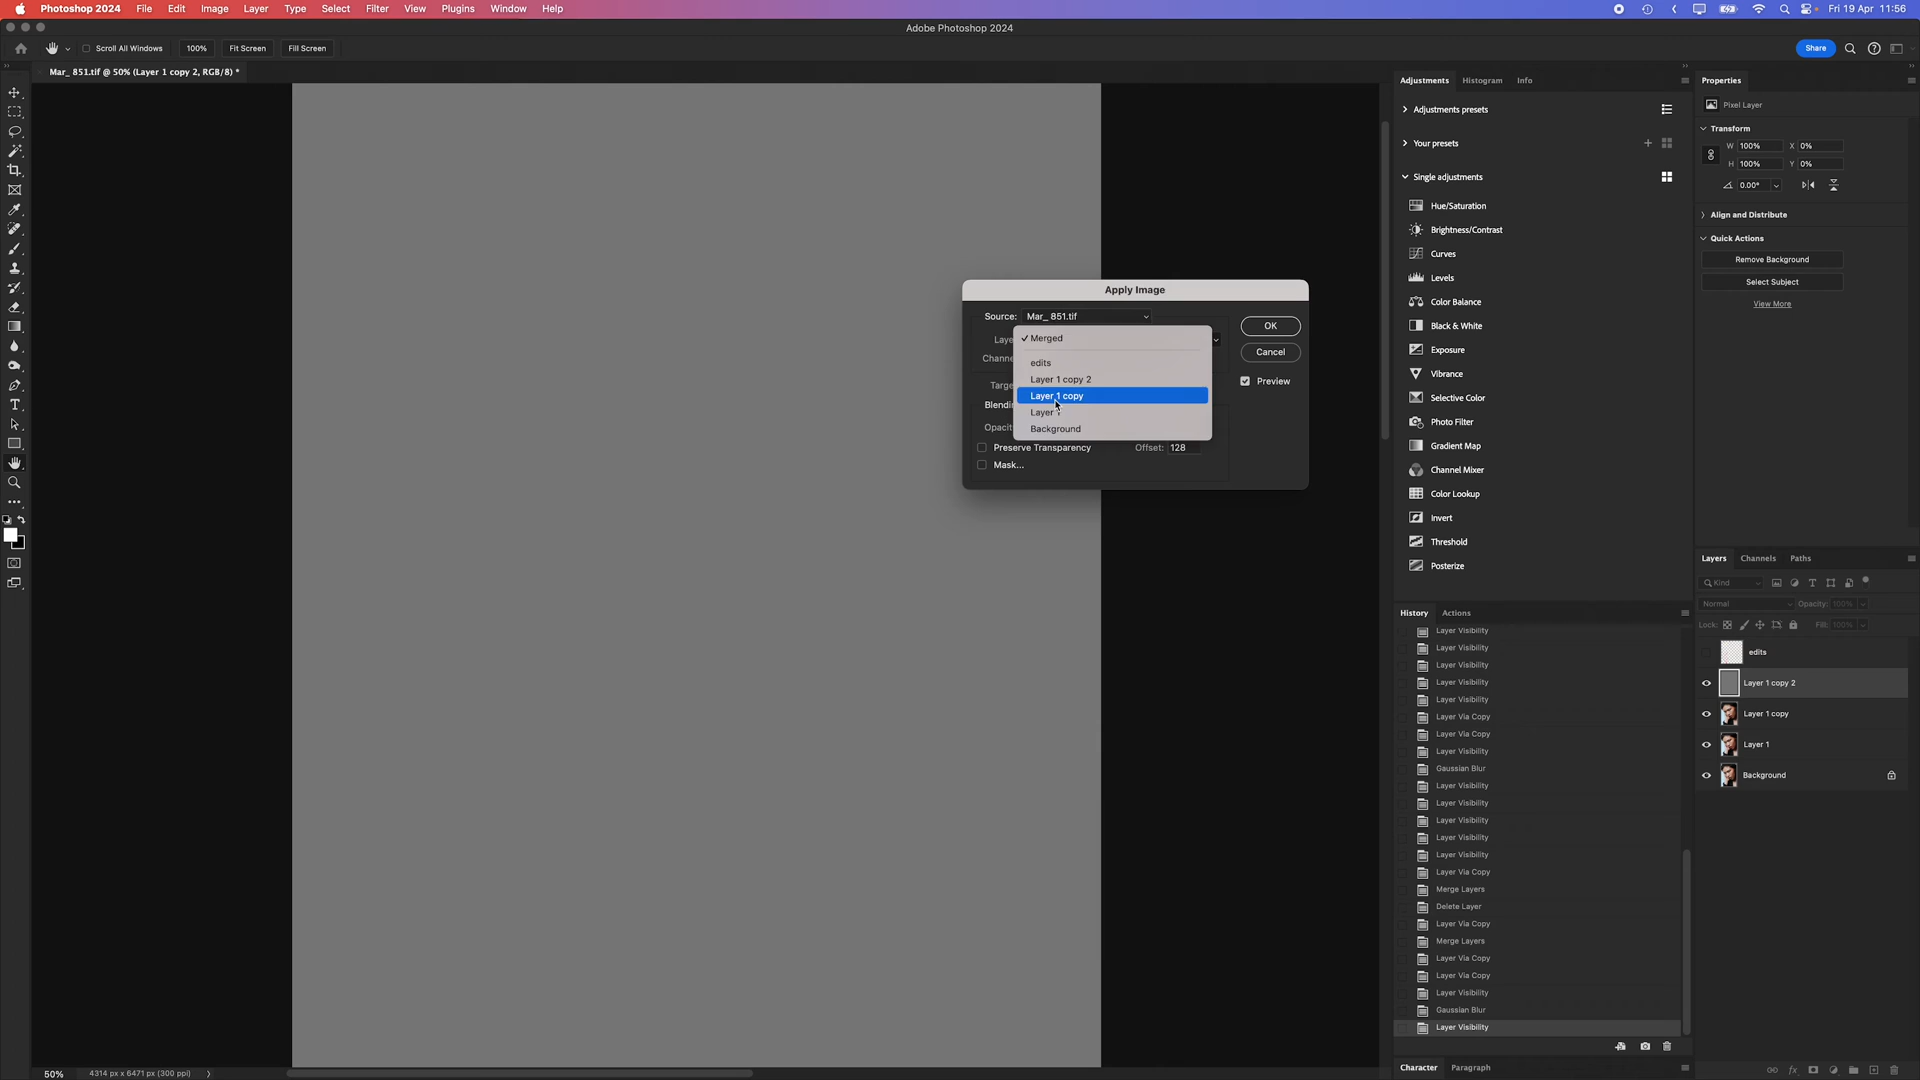 Photoshop 2024 File Edit Image Layer Type Select Filter View Plugins Window Help Fri 19 Apr 11:56
Adobe Photoshop 2024
Scroll All Windows 100% Fit Screen Fill Screen Share
Mar_ 851.tif @ 50% (Layer 1 copy 2, RGB/8) *
Adjustments Histogram Info
Adjustments presets
Your presets
Single adjustments
Hue/Saturation
Brightness/Contrast
Curves
Levels
Color Balance
Black & White
Exposure
Vibrance
Selective Color
Photo Filter
Gradient Map
Channel Mixer
Color Lookup
Invert
Threshold
Posterize
Properties
Pixel Layer
Transform
W 100% X 0%
H 100% Y 0%
0.00°
Align and Distribute
Quick Actions
Remove Background
Select Subject
View More
Apply Image
Source: Mar_ 851.tif
OK
Cancel
Preview
Merged
edits
Layer 1 copy 2
Layer 1 copy
Layer
Background
Preserve Transparency Offset: 128
Mask...
History Actions
Layer Visibility
Layer Visibility
Layer Visibility
Layer Visibility
Layer Visibility
Layer Via Copy
Layer Via Copy
Layer Visibility
Gaussian Blur
Layer Visibility
Layer Visibility
Layer Visibility
Layer Visibility
Layer Visibility
Layer Via Copy
Merge Layers
Delete Layer
Layer Via Copy
Merge Layers
Layer Via Copy
Layer Via Copy
Layer Visibility
Gaussian Blur
Layer Visibility
Layers Channels Paths
Kind
Normal Opacity: 100%
Lock: Fill: 100%
edits
Layer 1 copy 2
Layer 1 copy
Layer 1
Background
Character Paragraph
50% 4314 px x 6471 px (300 ppi)